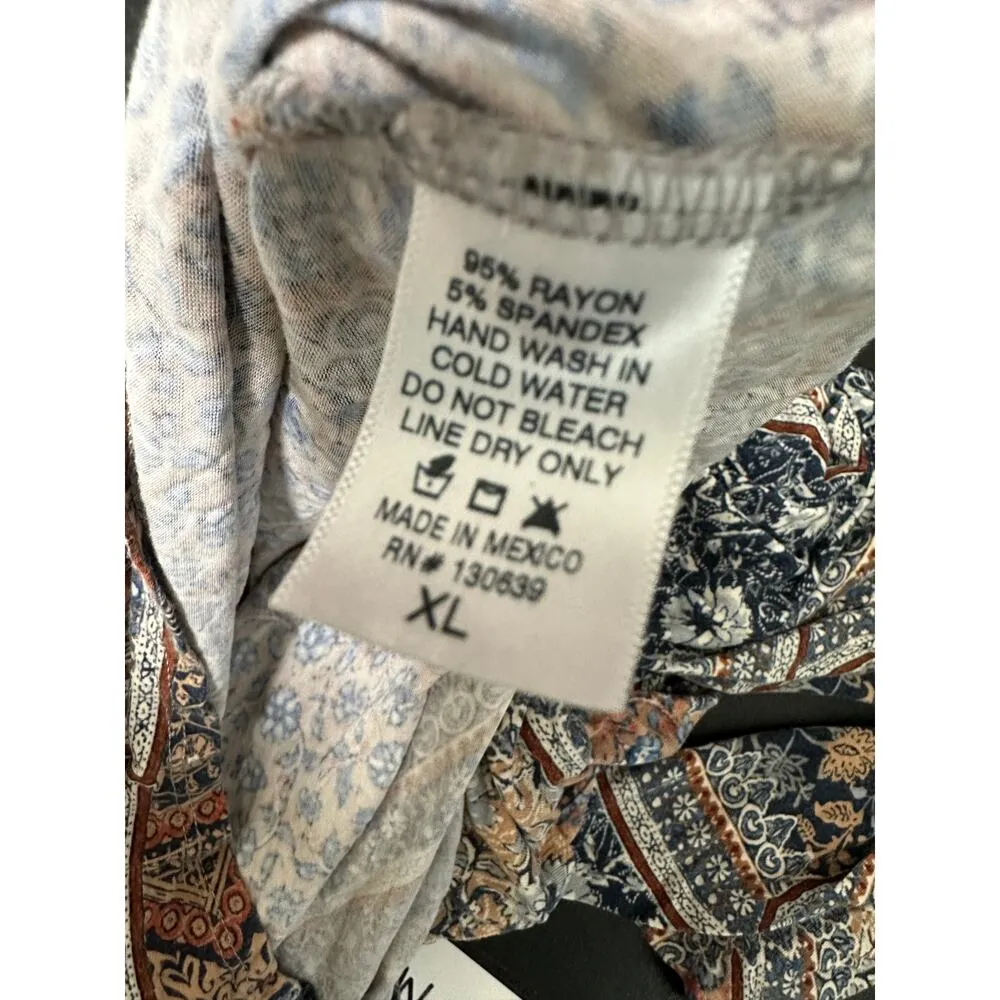 95% RAYON
5% SPANDEX
HAND WASH IN
COLD WATER
DO NOT BLEACH
LINE DRY ONLY
MADE IN MEXICO
RN# 130639
XL